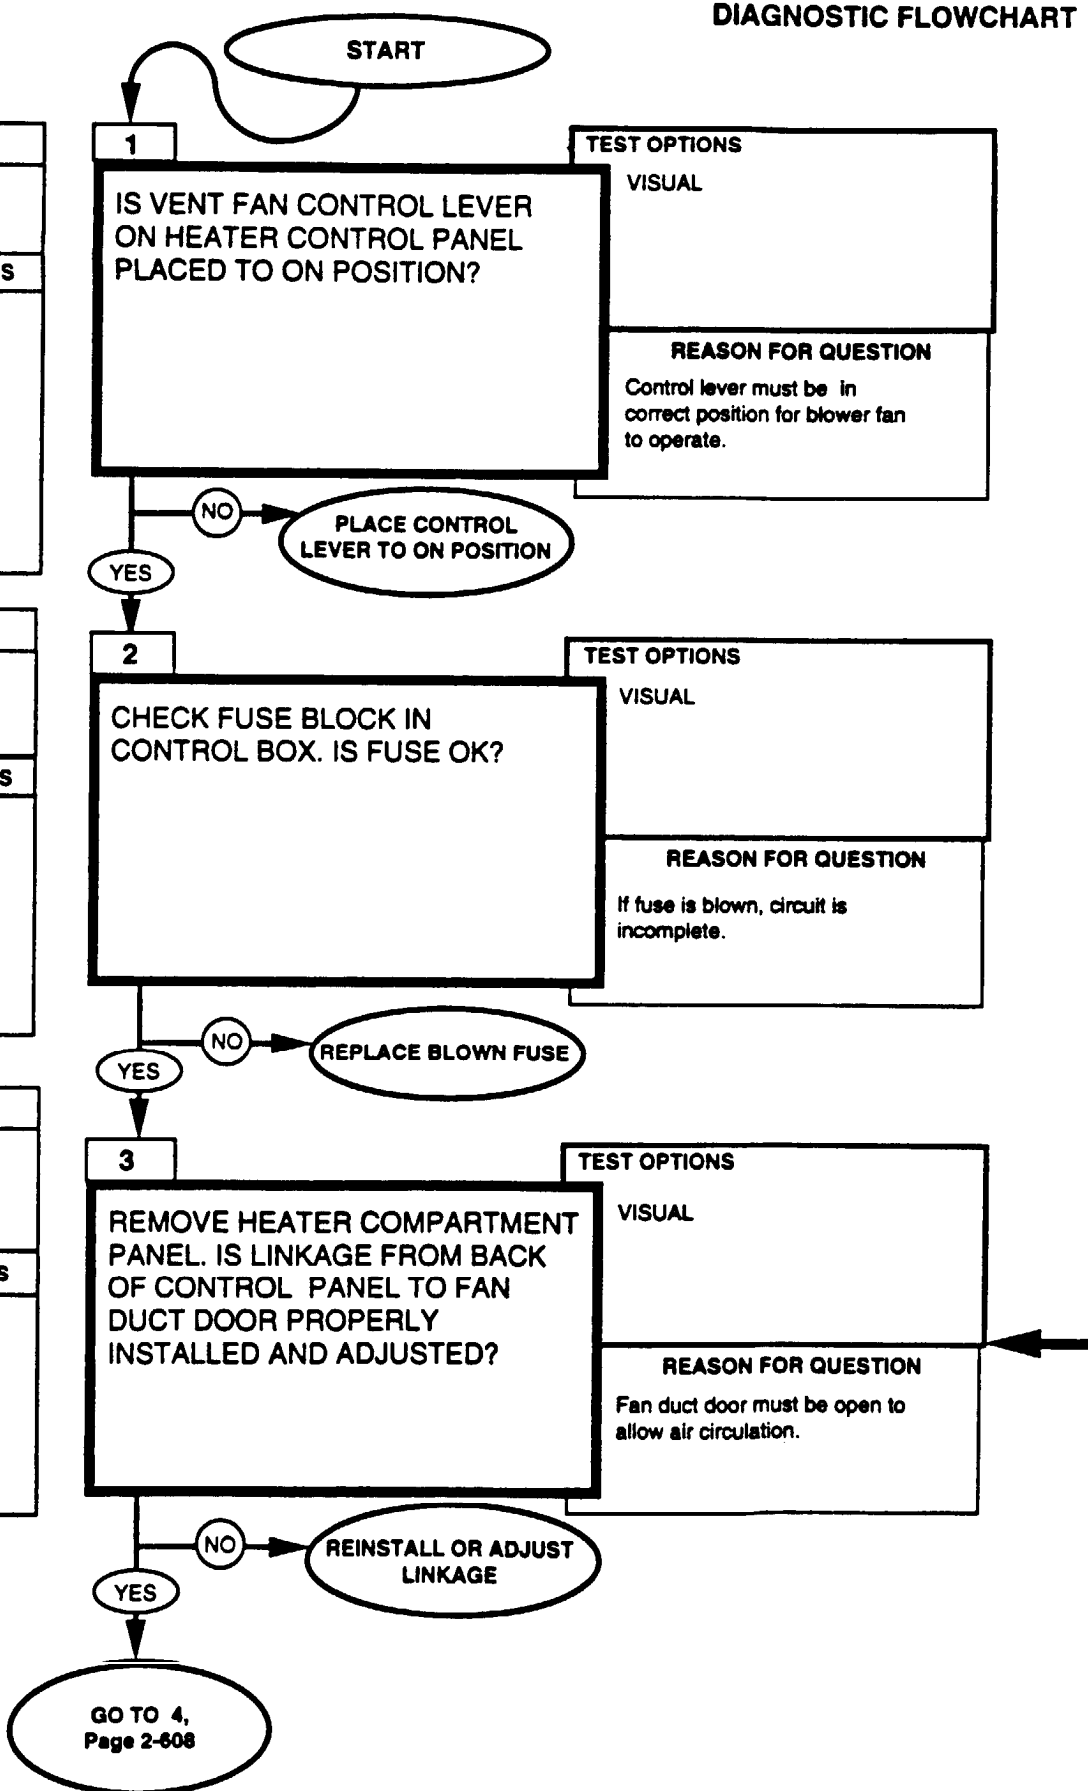 DIAGNOSTIC FLOWCHART
START
1
IS VENT FAN CONTROL LEVER
ON HEATER CONTROL PANEL
PLACED TO ON POSITION?
TEST OPTIONS
VISUAL
REASON FOR QUESTION
Control lever must be in
correct position for blower fan
to operate.
NO
PLACE CONTROL
LEVER TO ON POSITION
YES
2
CHECK FUSE BLOCK IN
CONTROL BOX. IS FUSE OK?
TEST OPTIONS
VISUAL
REASON FOR QUESTION
If fuse is blown, circuit is
incomplete.
NO
REPLACE BLOWN FUSE
YES
3
REMOVE HEATER COMPARTMENT
PANEL. IS LINKAGE FROM BACK
OF CONTROL PANEL TO FAN
DUCT DOOR PROPERLY
INSTALLED AND ADJUSTED?
TEST OPTIONS
VISUAL
REASON FOR QUESTION
Fan duct door must be open to
allow air circulation.
NO
REINSTALL OR ADJUST
LINKAGE
YES
GO TO 4,
Page 2-608
S
S
S